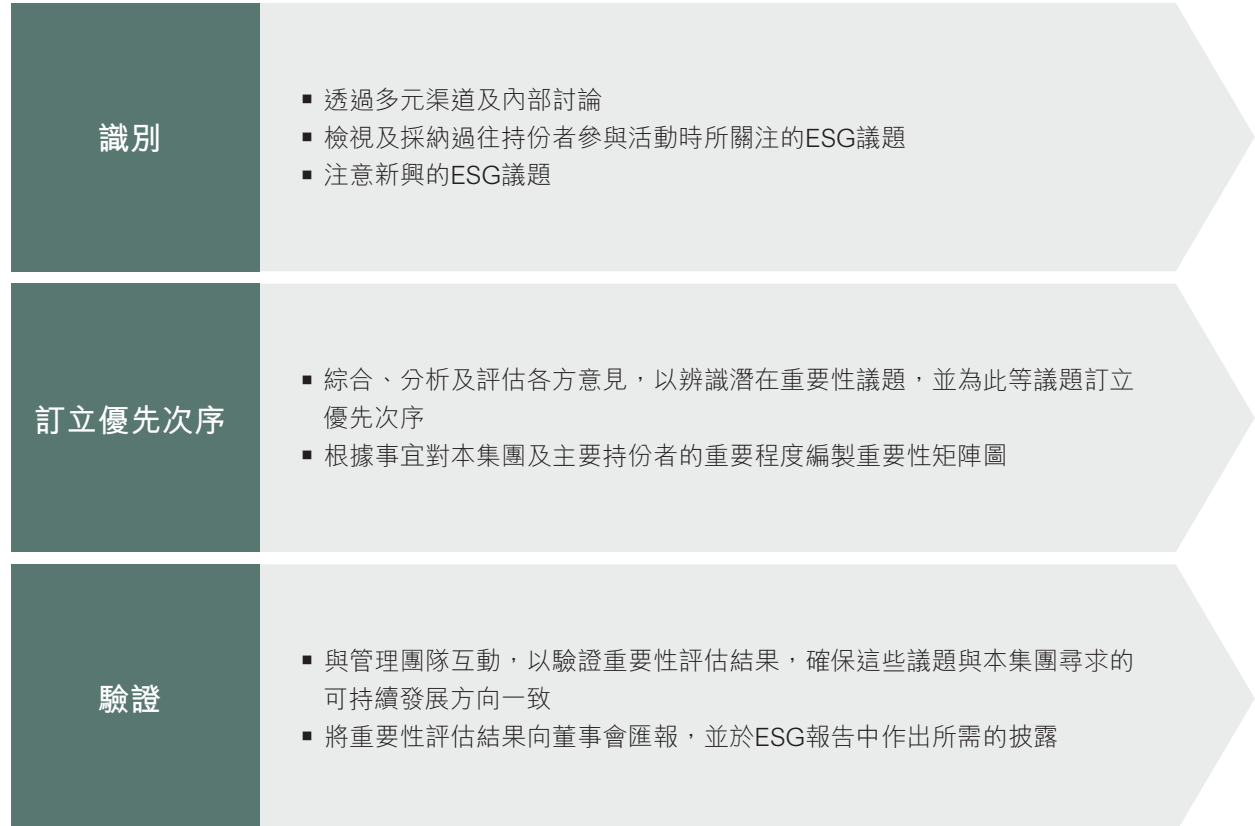 識別
▪ 透過多元渠道及內部討論
▪ 檢視及採納過往持份者參與活動時所關注的ESG議題
▪ 注意新興的ESG議題
訂立優先次序
▪ 綜合、分析及評估各方意見，以辨識潛在重要性議題，並為此等議題訂立
優先次序
▪ 根據事宜對本集團及主要持份者的重要程度編製重要性矩陣圖
驗證
▪ 與管理團隊互動，以驗證重要性評估結果，確保這些議題與本集團尋求的
可持續發展方向一致
▪ 將重要性評估結果向董事會匯報，並於ESG報告中作出所需的披露